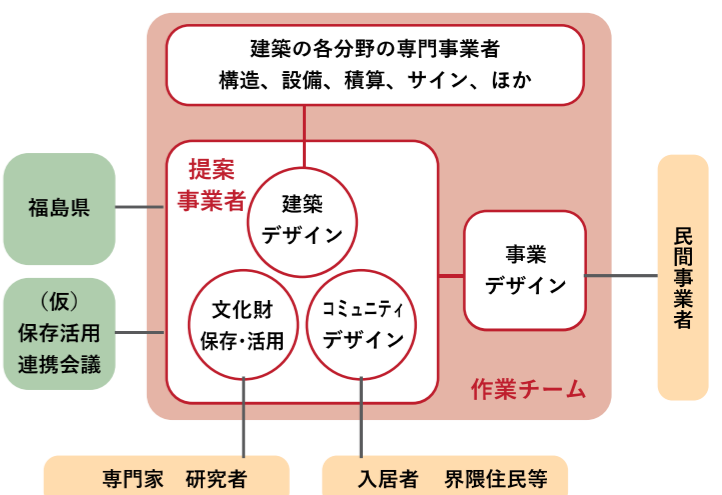 建築の各分野の専門事業者
構造、設備、積算、サイン、ほか
提案
事業者
建築
デザイン
福島県
事業
デザイン
民間事業者
（仮）
保存活用
連携会議
文化財
保存・活用
コミュニティ
デザイン
作業チーム
専門家　研究者
入居者　界隈住民等